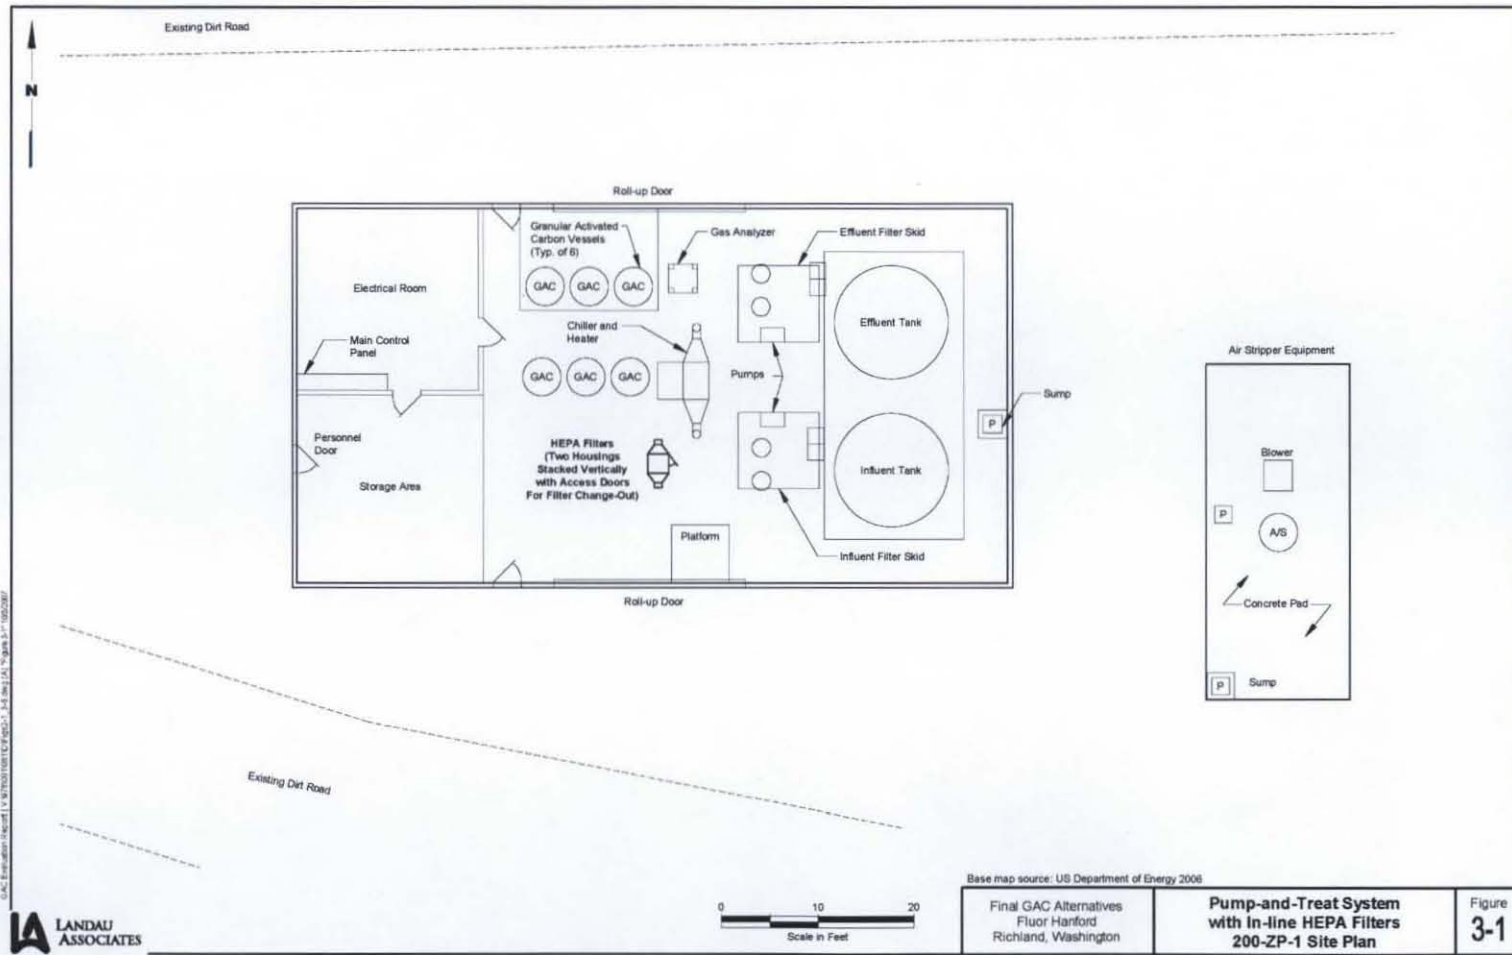 Existing Dirt Road
N
Roll-up Door
Granular Activated
Carbon Vessels
(Typ. of 6)
Gas Analyzer
Effluent Filter Skid
Electrical Room
GAC
GAC
GAC
Effluent Tank
Main Control
Panel
Chiller and
Heater
Air Stripper Equipment
GAC
GAC
GAC
Pumps
Sump
P
Personnel
Door
HEPA Filters
(Two Housings
Stacked Vertically
with Access Doors
For Filter Change-Out)
Storage Area
Influent Tank
Blower
P
A/S
Platform
Influent Filter Skid
Roll-up Door
Concrete Pad
P
Sump
Existing Dirt Road
Base map source: US Department of Energy 2006
0 10 20
Scale in Feet
LANDAU
ASSOCIATES
Final GAC Alternatives
Fluor Hanford
Richland, Washington
Pump-and-Treat System
with In-line HEPA Filters
200-ZP-1 Site Plan
Figure
3-1
GAC Evaluation Report